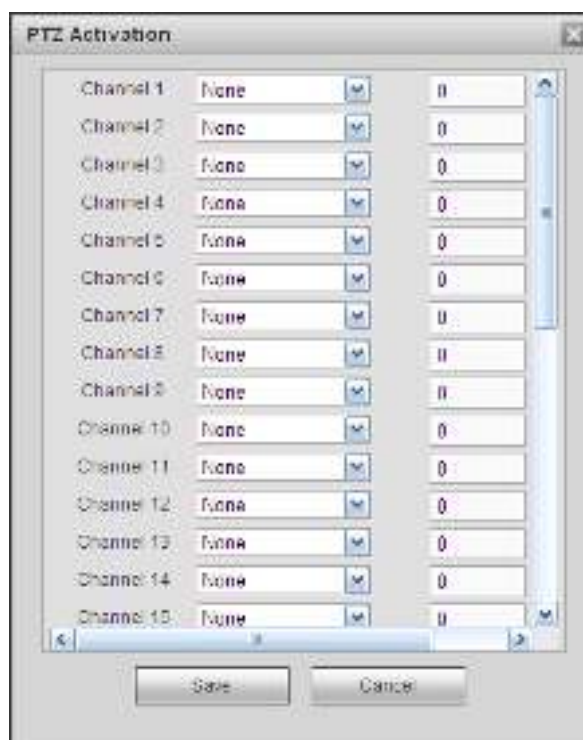 PTZ Activation
Channel 1 None 0
Channel 2 None 0
Channel 3 None 0
Channel 4 None 0
Channel 5 None 0
Channel 6 None 0
Channel 7 None 0
Channel 8 None 0
Channel 9 None 0
Channel 10 None 0
Channel 11 None 0
Channel 12 None 0
Channel 13 None 0
Channel 14 None 0
Channel 15 None 0
Save Cancel